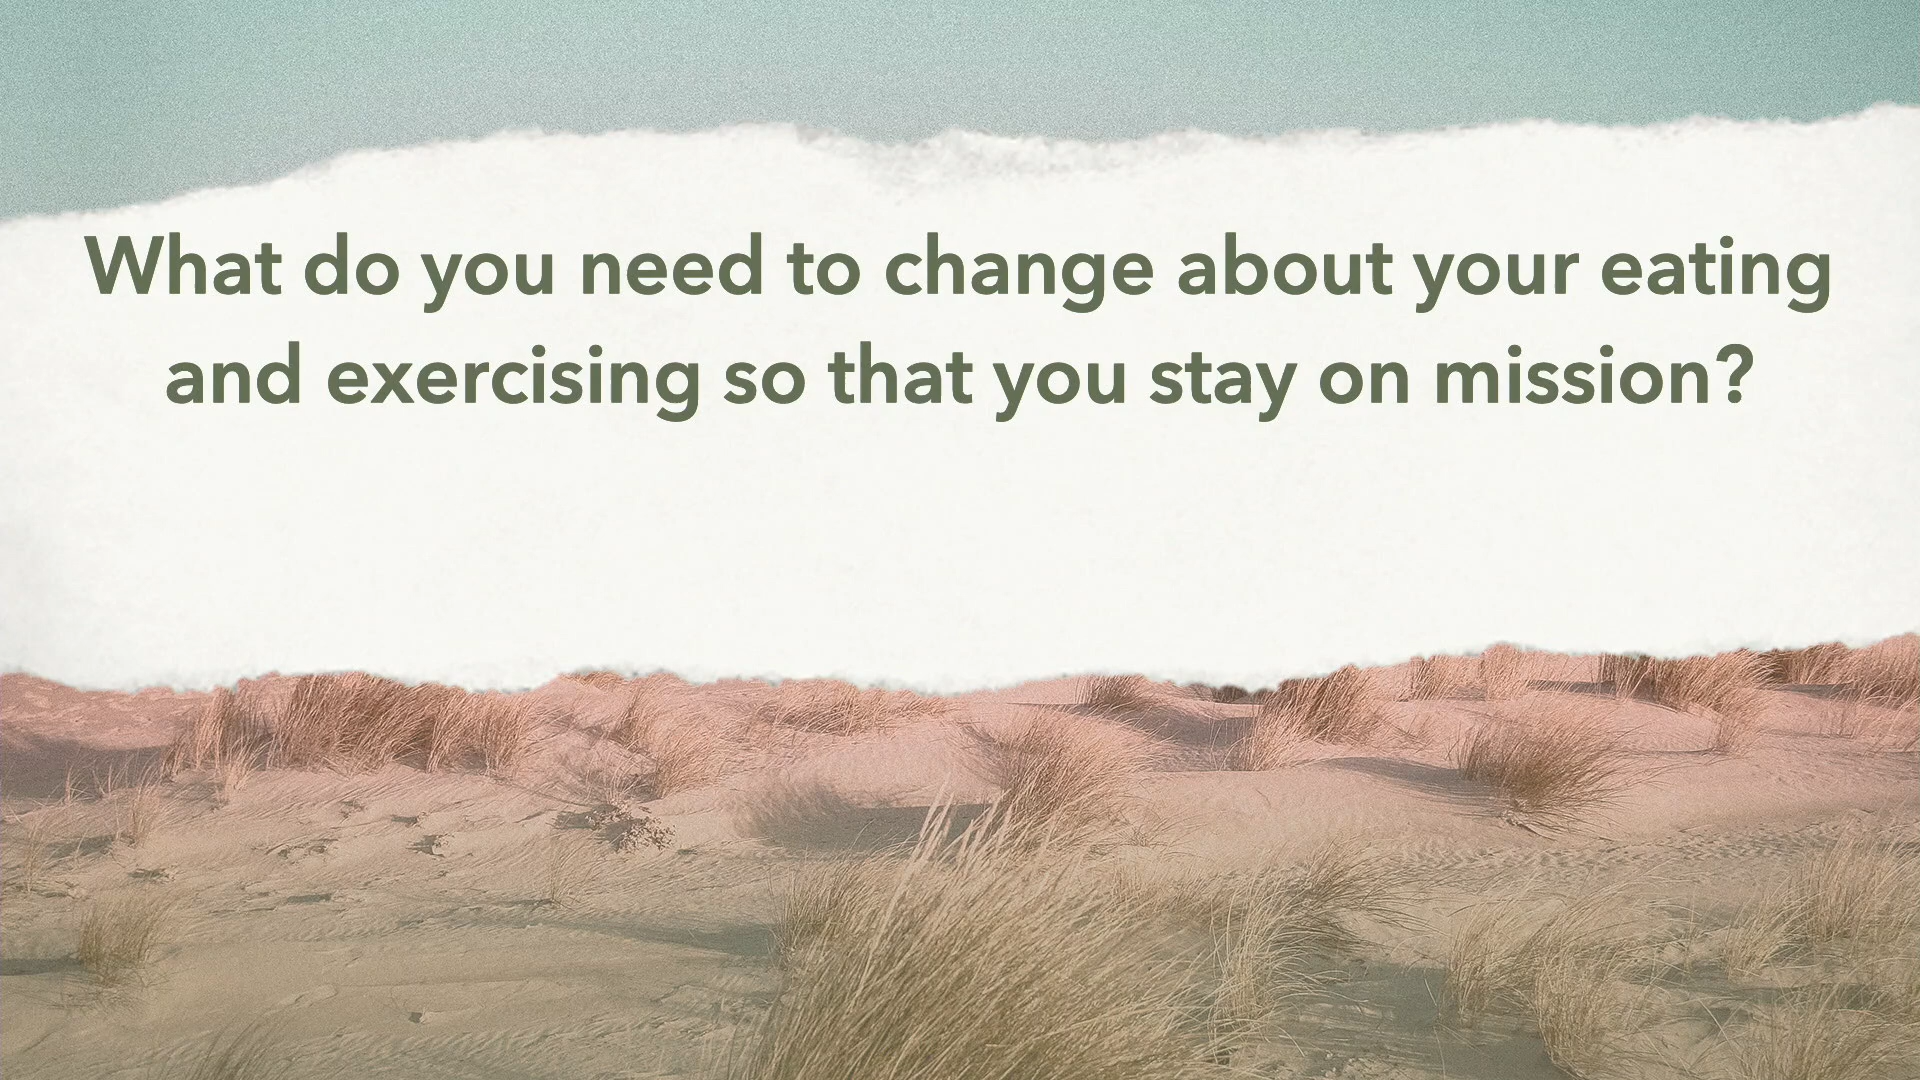 What do you need to change about your eating
and exercising so that you stay on mission?